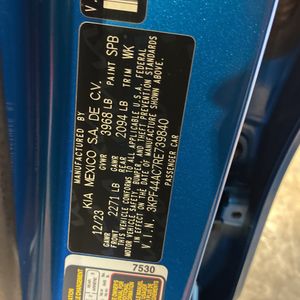 KIA MEXICO S.A. DE C.V.
PAINT SPB
12/23
GVWR
3968 LB
TRIM WK
GAWR FRONT 2271 LB
GAWR REAR 2094 LB
THIS VEHICLE CONFORMS TO ALL APPLICABLE U.S.A. FEDERAL
MOTOR VEHICLE SAFETY, BUMPER, AND THEFT PREVENTION STANDARDS
IN EFFECT ON THE DATE OF MANUFACTURE SHOWN ABOVE.
V.I.N. 3KPF44AC7RE739840
PASSENGER CAR
7530